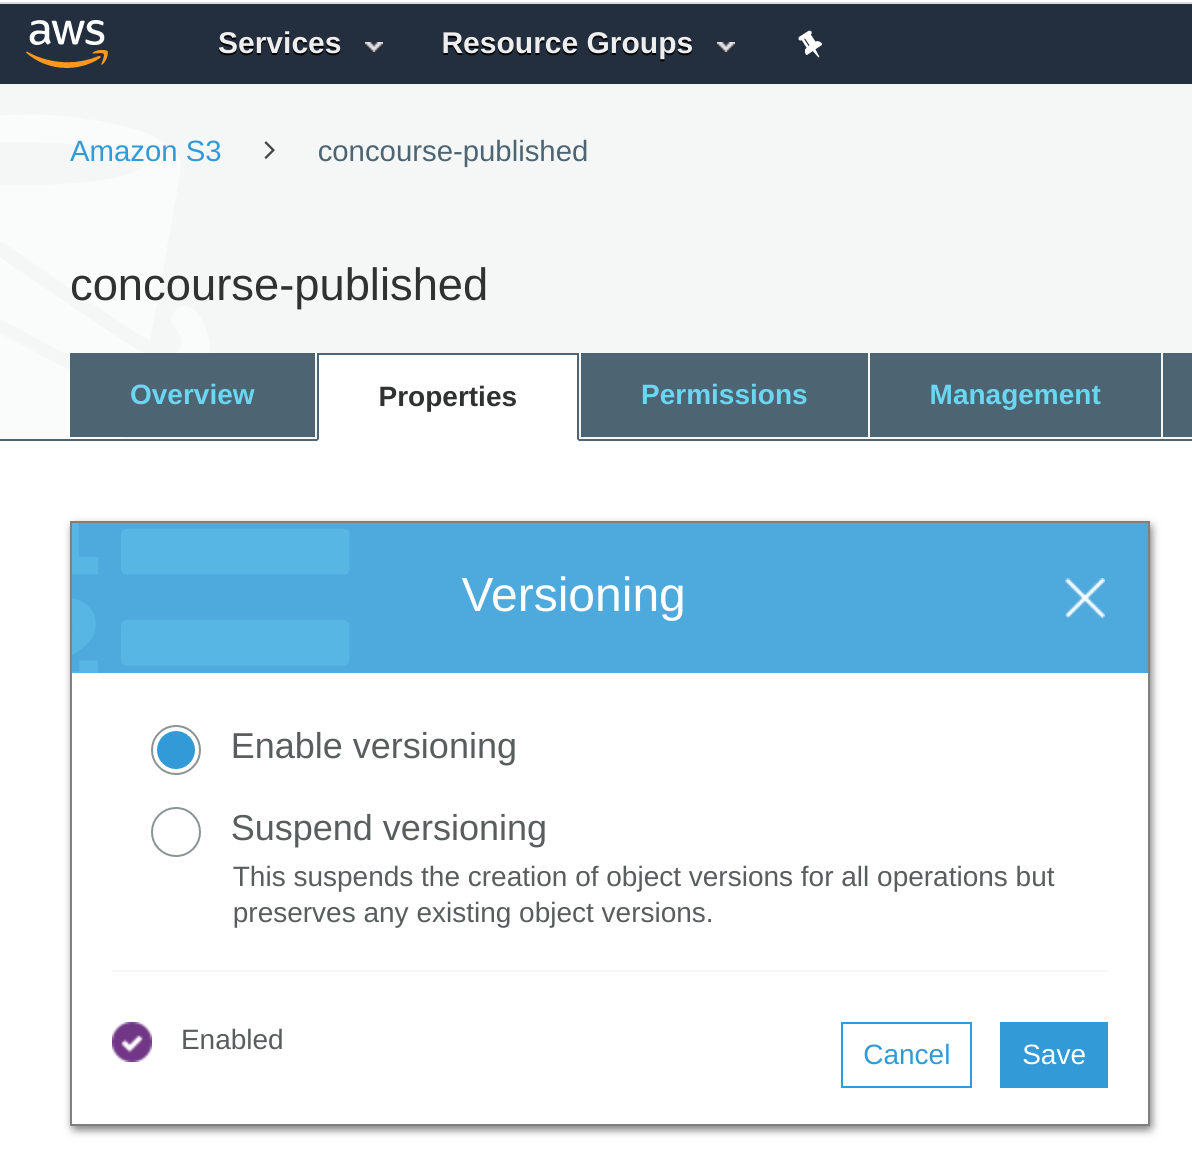 aws Services Resource Groups
Amazon S3 > concourse-published
concourse-published
Overview Properties Permissions Management
Versioning
Enable versioning
Suspend versioning
This suspends the creation of object versions for all operations but
preserves any existing object versions.
Enabled
Cancel Save